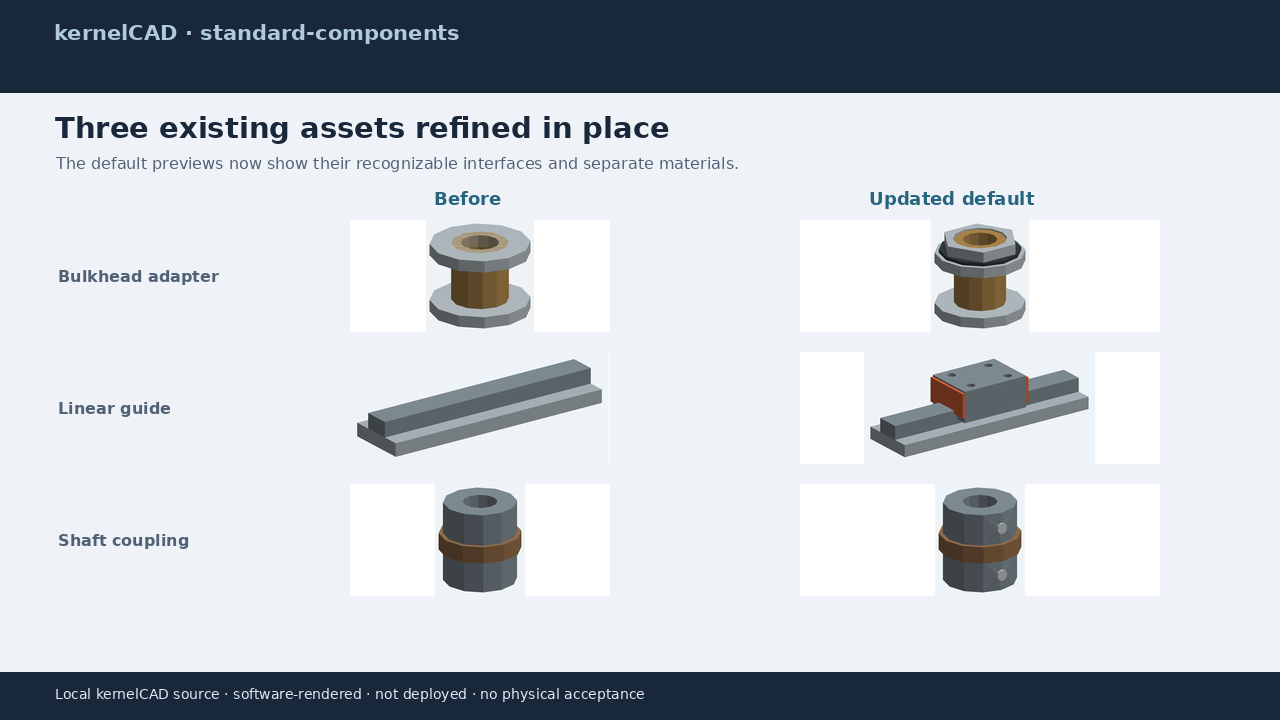 kernelCAD · standard-components
Three existing assets refined in place
The default previews now show their recognizable interfaces and separate materials.
Before
Updated default
Bulkhead adapter
Linear guide
Shaft coupling
Local kernelCAD source · software-rendered · not deployed · no physical acceptance